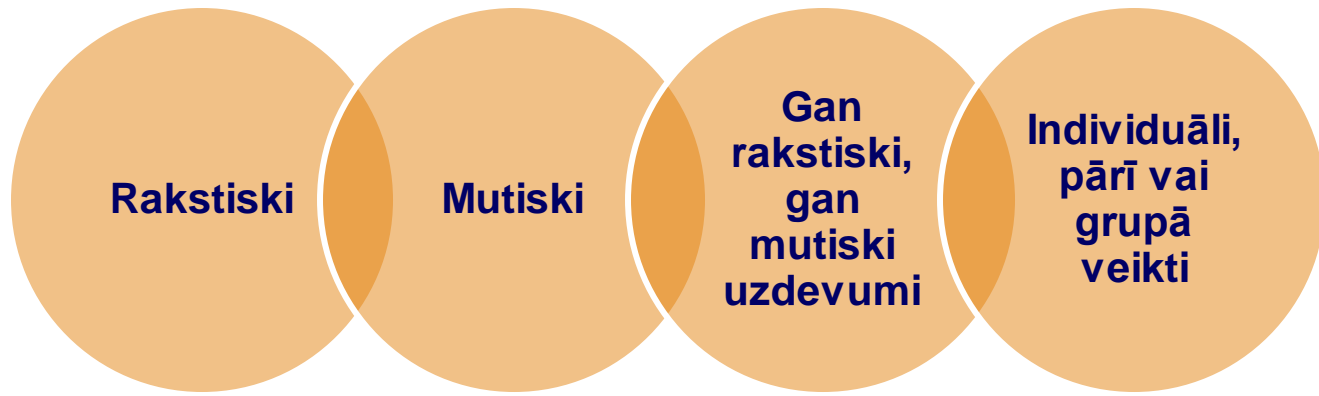 Rakstiski
Mutiski
Gan
rakstiski,
gan
mutiski
uzdevumi
Individuāli,
pārī vai
grupā
veikti